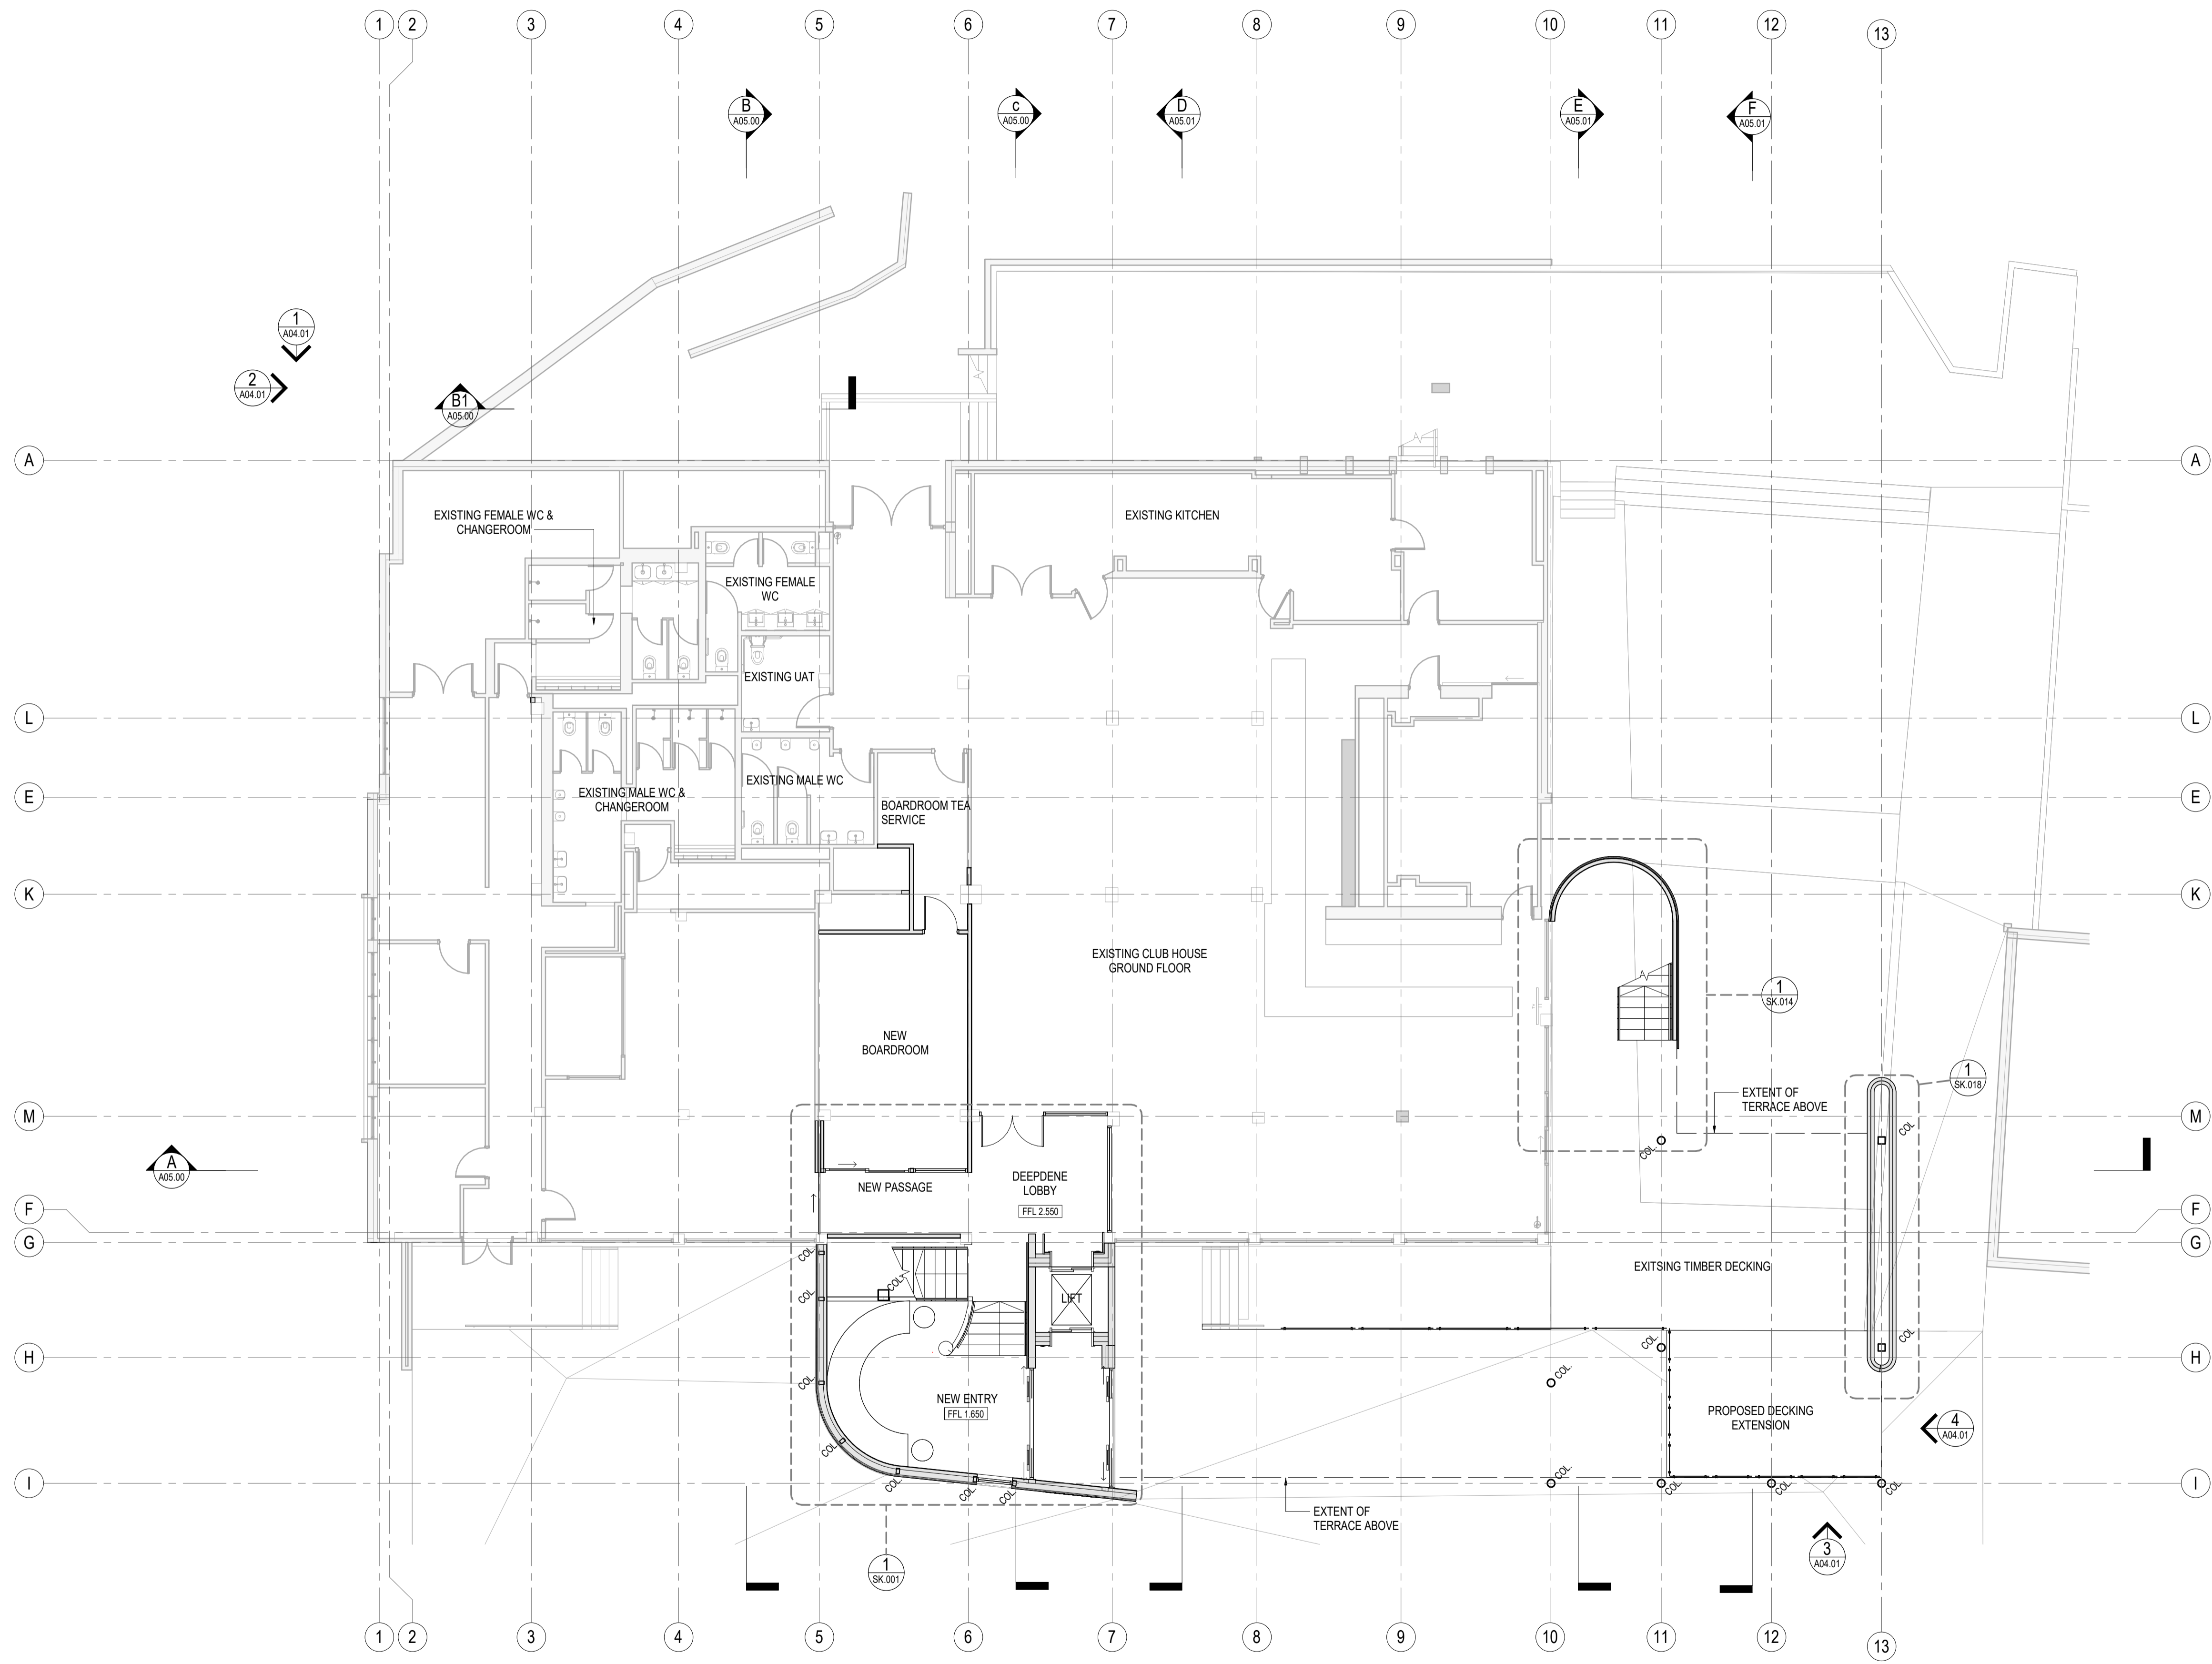 1 2 3 4 5 6 7 8 9 10 11 12 13
B
A05.00
c
A05.00
D
A05.01
E
A05.01
F
A05.01
1
A04.01
2
A04.01
B1
A05.00
A A
EXISTING FEMALE WC &
CHANGEROOM
EXISTING KITCHEN
EXISTING FEMALE
WC
EXISTING UAT
L L
EXISTING MALE WC
EXISTING MALE WC &
CHANGEROOM
E E
BOARDROOM TEA
SERVICE
K K
EXISTING CLUB HOUSE
GROUND FLOOR
1
SK.014
NEW
BOARDROOM
1
SK.018
EXTENT OF
TERRACE ABOVE
M M
COL
COL.
A
A05.00
NEW PASSAGE
DEEPDENE
LOBBY
FFL 2.550
F F
G G
COL.
EXITSING TIMBER DECKING
COL.
COL.
LIFT
COL.
COL
H H
COL.
COL.
NEW ENTRY
FFL 1.650
PROPOSED DECKING
EXTENSION
4
A04.01
COL.
I I
COL.
COL.
COL.
COL.
COL.
COL.
COL.
EXTENT OF
TERRACE ABOVE
3
A04.01
1
SK.001
1 2 3 4 5 6 7 8 9 10 11 12 13